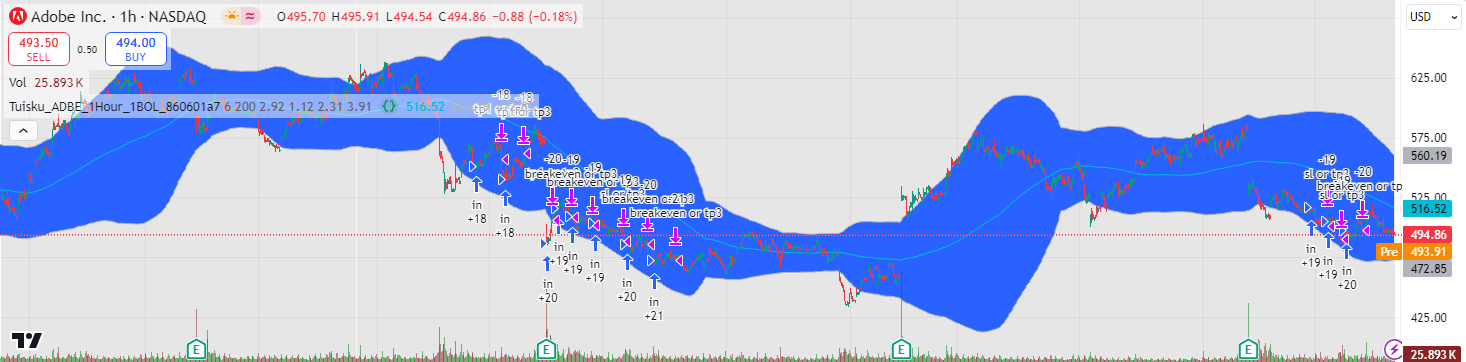 Adobe Inc. · 1h · NASDAQ O495.70 H495.91 L494.54 C494.86 −0.88 (−0.18%)
USD
493.50 SELL
0.50
494.00 BUY
Vol 25.893 K
Tuisku_ADBE_1Hour_1BOL_860601a7 6 200 2.92 1.12 2.31 3.91 {} 516.52
625.00
575.00
560.19
525.00
516.52
494.86
Pre 493.91
472.85
425.00
25.893 K
-18
-18
or tp3
-20
-19
-19
breakeven or
-20
breakeven or tp3
breakeven or tp3
in
+18
in
+18
in
+19
in
+19
in
+19
in
+20
in
+20
in
+21
-19
sl or tp3
-20
breakeven or tp
sl or tp3
in
+19
in
+19
in
+20
E
E
E
E